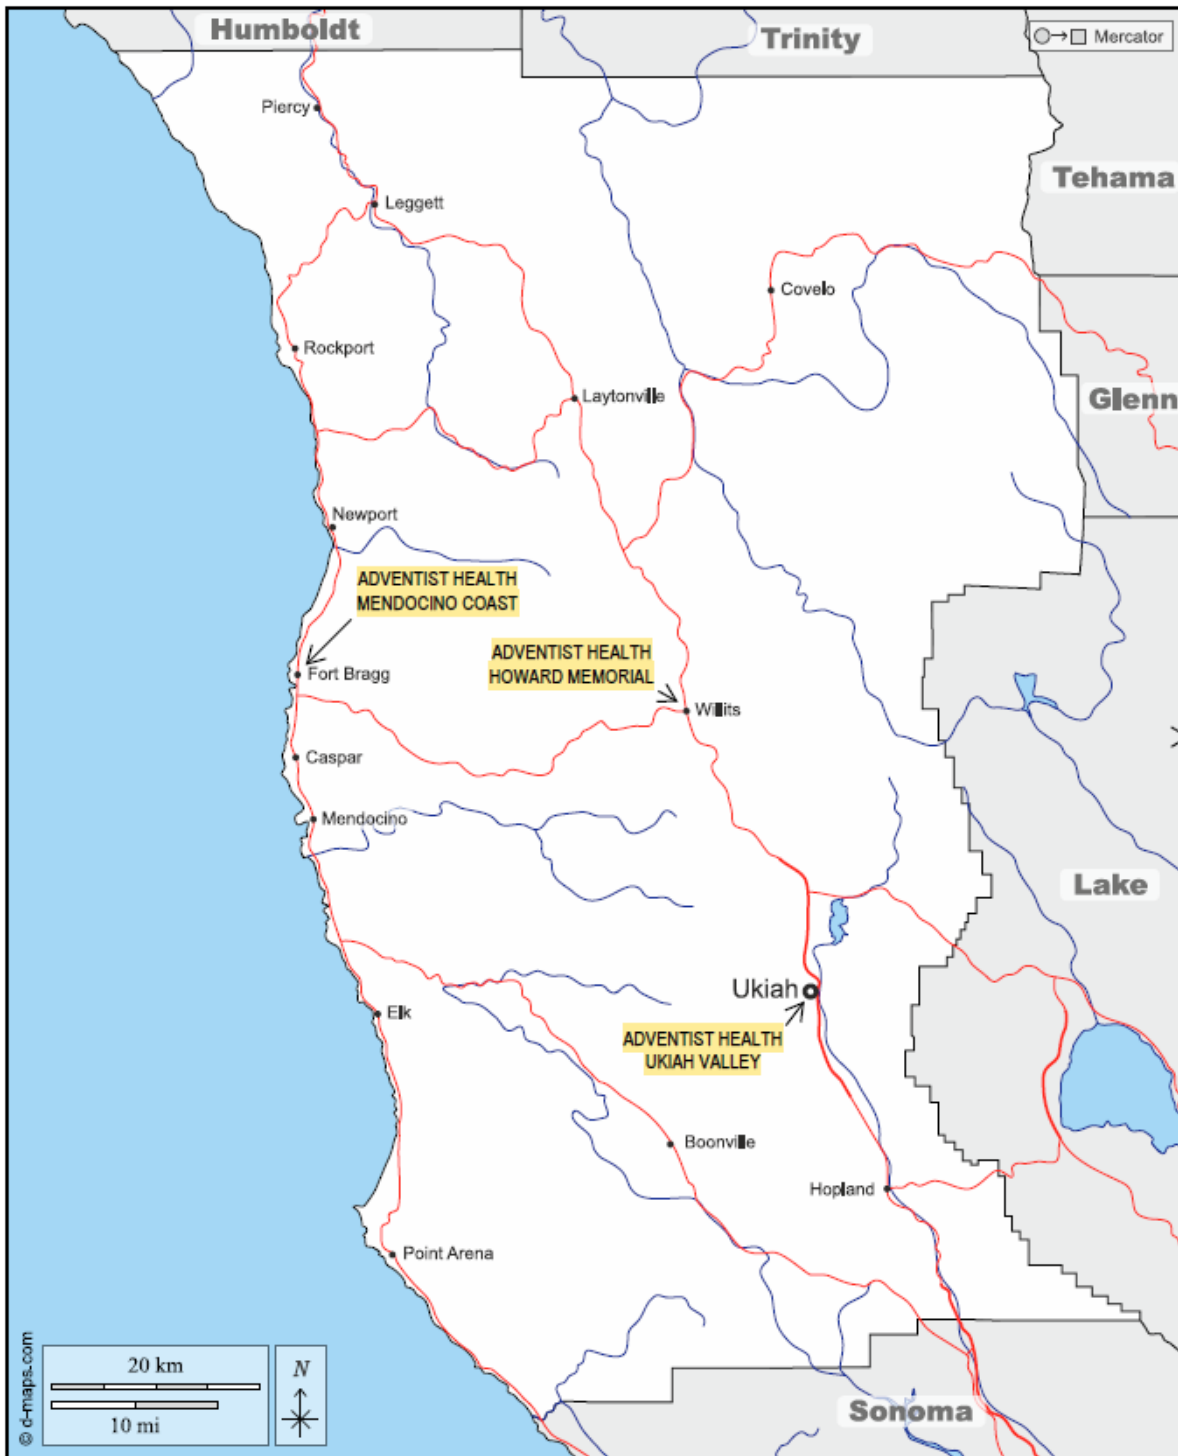 Humboldt
Trinity
Mercator
Piercy
Tehama
Leggett
Covelo
Rockport
Laytonville
Glenn
Newport
ADVENTIST HEALTH
MENDOCINO COAST
ADVENTIST HEALTH
HOWARD MEMORIAL
Fort Bragg
Willits
Caspar
Mendocino
Lake
Ukiah
Elk
ADVENTIST HEALTH
UKIAH VALLEY
Boonville
Hopland
Point Arena
© d-maps.com
20 km
10 mi
N
Sonoma